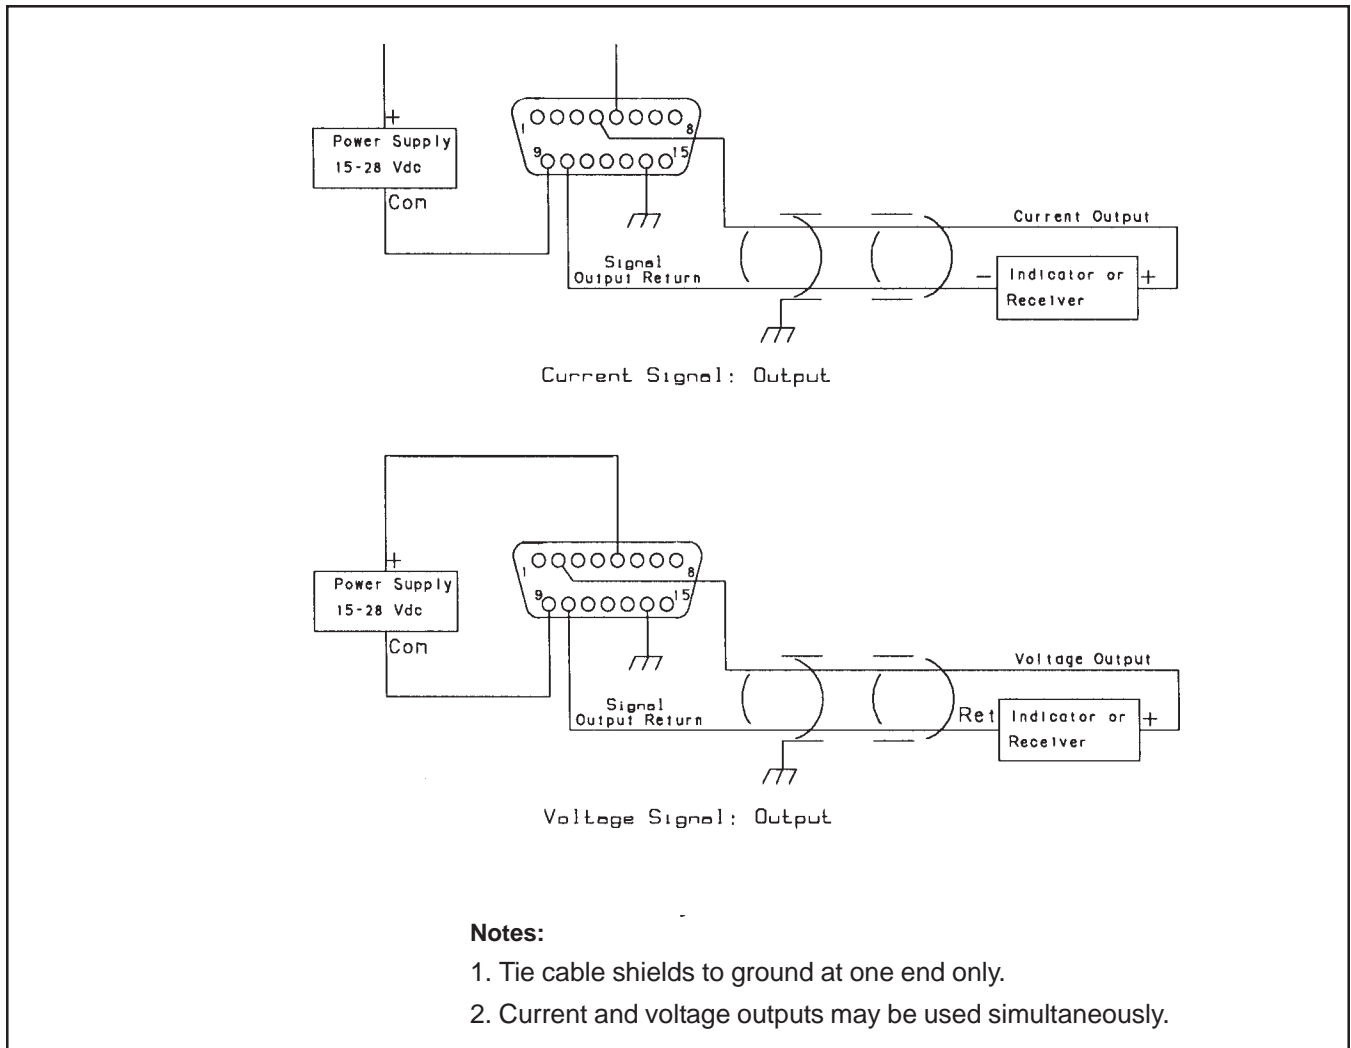 +
Power Supply
15-28 Vdc
Com
1
8
9
15
Current Output
Signal
Output Return
-
Indicator or
Receiver
+
Current Signal: Output
+
Power Supply
15-28 Vdc
Com
1
8
9
15
Voltage Output
Signal
Output Return
Ret
Indicator or
Receiver
+
Voltage Signal: Output
Notes:
1. Tie cable shields to ground at one end only.
2. Current and voltage outputs may be used simultaneously.